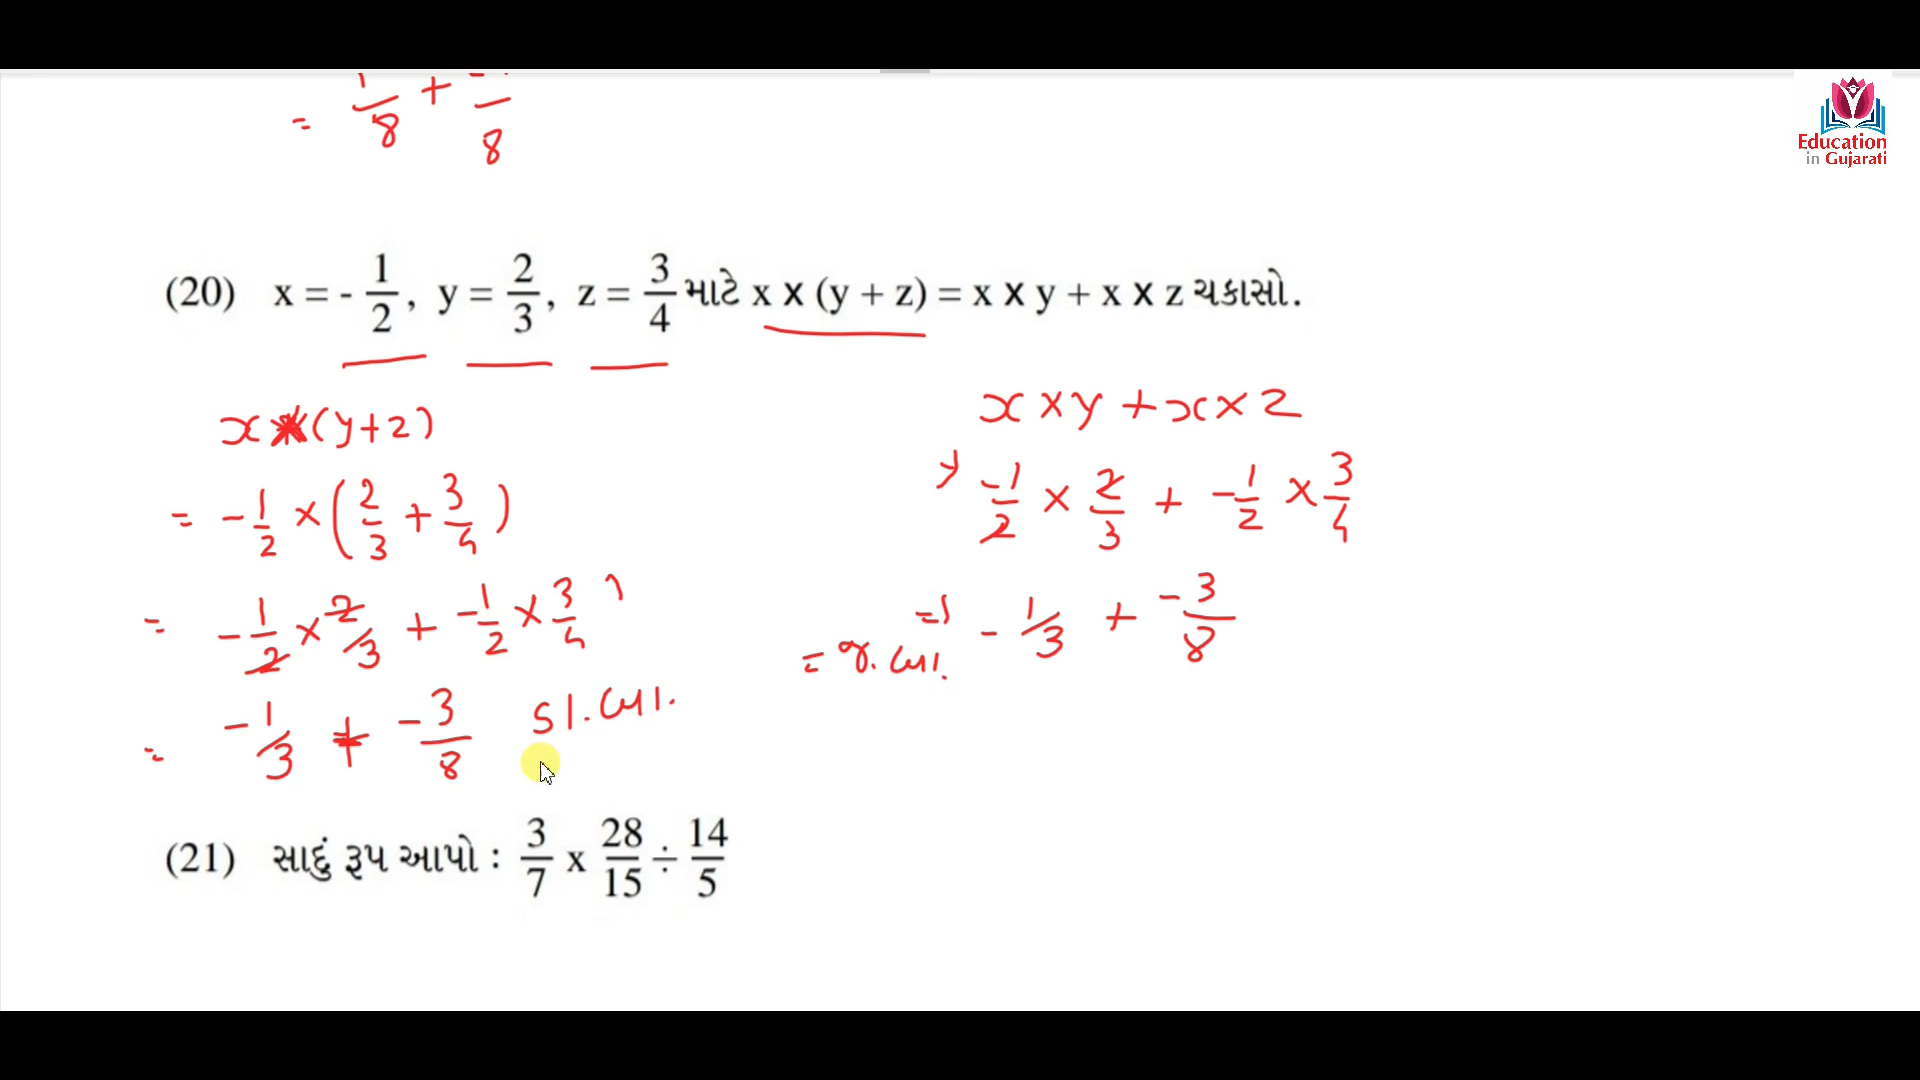 = 1/8 + /8
Education
in Gujarati
(20) x = - 1/2, y = 2/3, z = 3/4 માટે x x (y + z) = x x y + x x z ચકાસો.
x (y+z)
= -1/2 × (2/3 + 3/4)
= -1/2 × 2/3 + -1/2 × 3/4
= -1/3 + -3/8 ડા.બા.
x × y + x × z
-1/2 × 2/3 + -1/2 × 3/4
= -1/3 + -3/8
= જ.બા.
(21) સાદું રૂપ આપો : 3/7 x 28/15 ÷ 14/5